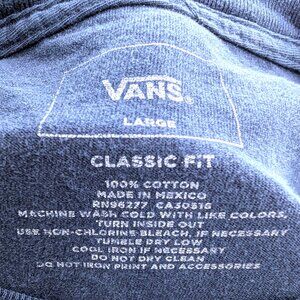 VANS
LARGE
CLASSIC FIT
100% COTTON
MADE IN MEXICO
RN96277 CA30516
MACHINE WASH COLD WITH LIKE COLORS,
TURN INSIDE OUT
USE NON-CHLORINE BLEACH, IF NECESSARY
TUMBLE DRY LOW
COOL IRON IF NECESSARY
DO NOT DRY CLEAN
DO NOT IRON PRINT AND ACCESSORIES